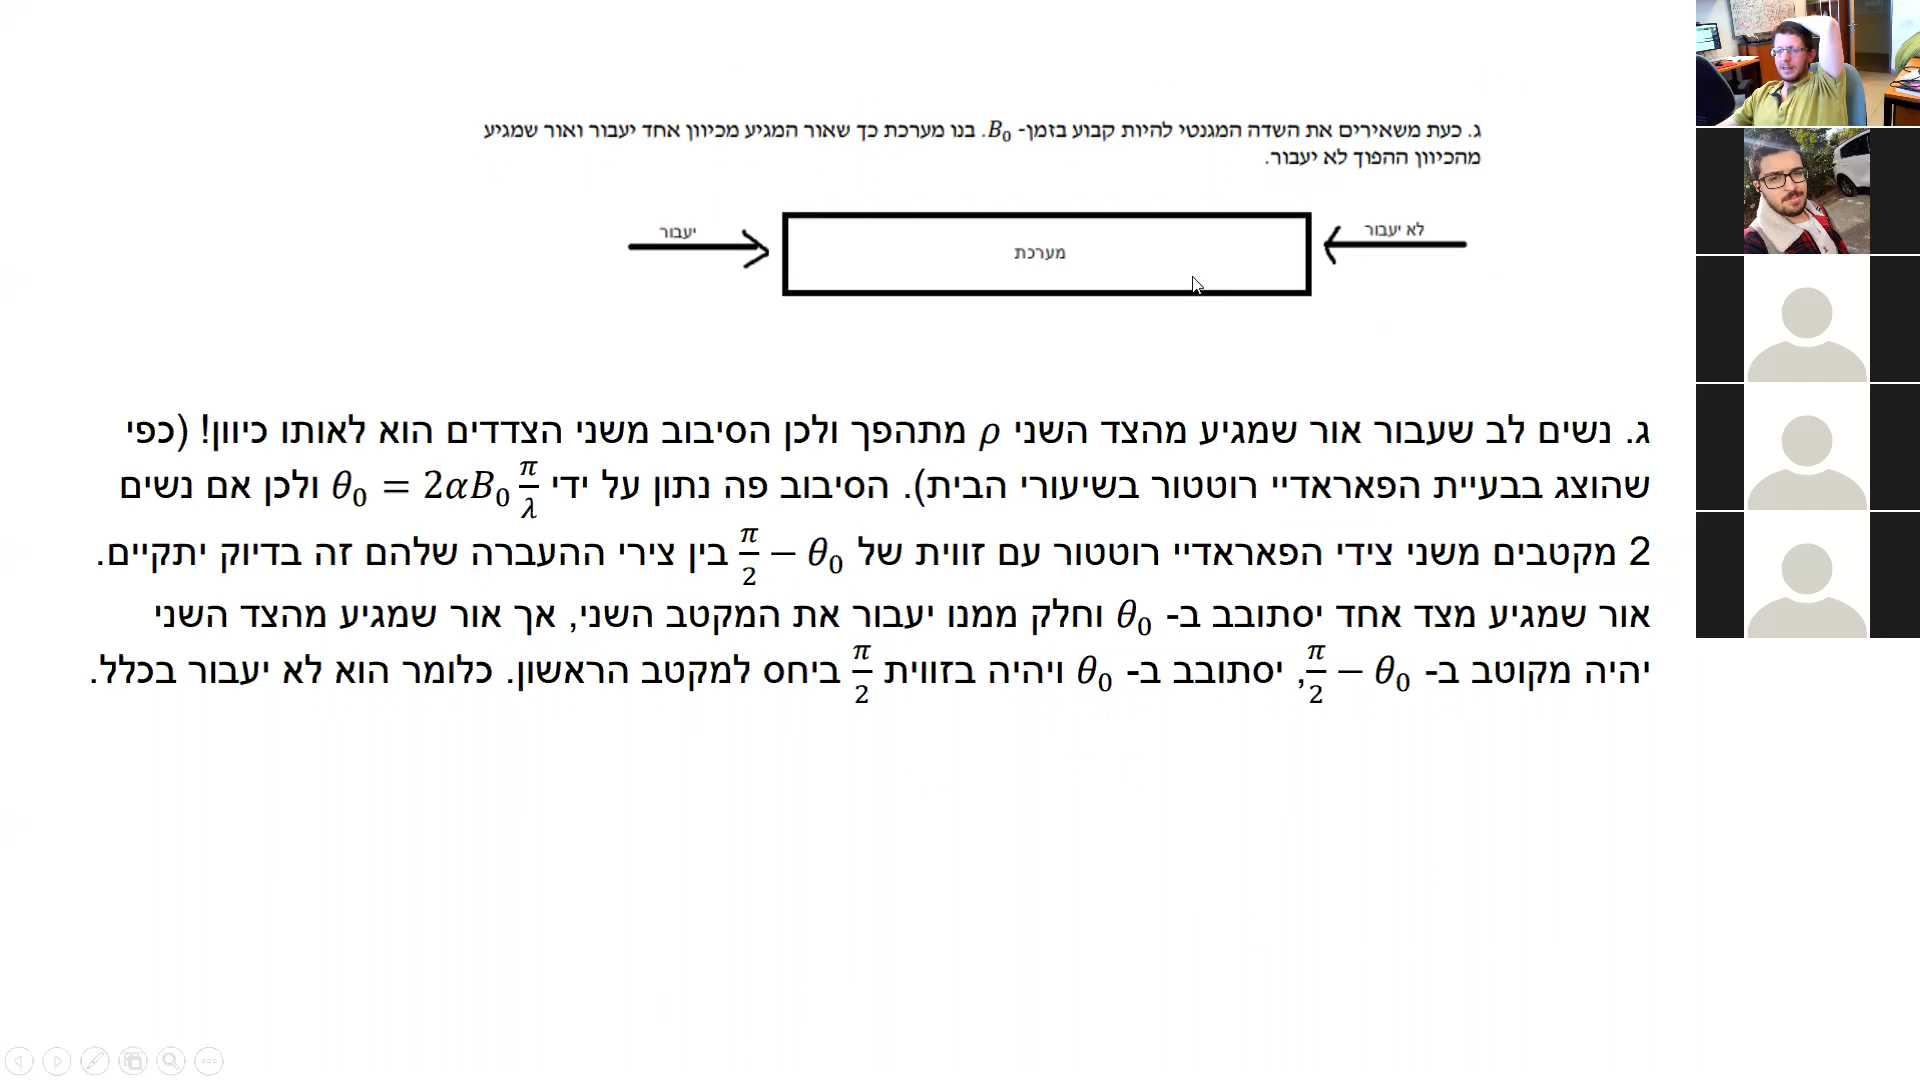 ג. כעת משאירים את השדה המגנטי להיות קבוע בזמן- B₀. בנו מערכת כך שאור המגיע מכיוון אחד יעבור ואור שמגיע
מהכיוון ההפוך לא יעבור.
לא יעבור
יעבור
מערכת
ג. נשים לב שעבור אור שמגיע מהצד השני ρ מתהפך ולכן הסיבוב משני הצדדים הוא לאותו כיוון! (כפי
שהוצג בבעיית הפאראדיי רוטטור בשיעורי הבית). הסיבוב פה נתון על ידי θ₀ = 2αB₀ π/λ ולכן אם נשים
2 מקטבים משני צידי הפאראדיי רוטטור עם זווית של π/2 − θ₀ בין צירי ההעברה שלהם זה בדיוק יתקיים.
אור שמגיע מצד אחד יסתובב ב- θ₀ וחלק ממנו יעבור את המקטב השני, אך אור שמגיע מהצד השני
יהיה מקוטב ב- π/2 − θ₀, יסתובב ב- θ₀ ויהיה בזווית π/2 ביחס למקטב הראשון. כלומר הוא לא יעבור בכלל.